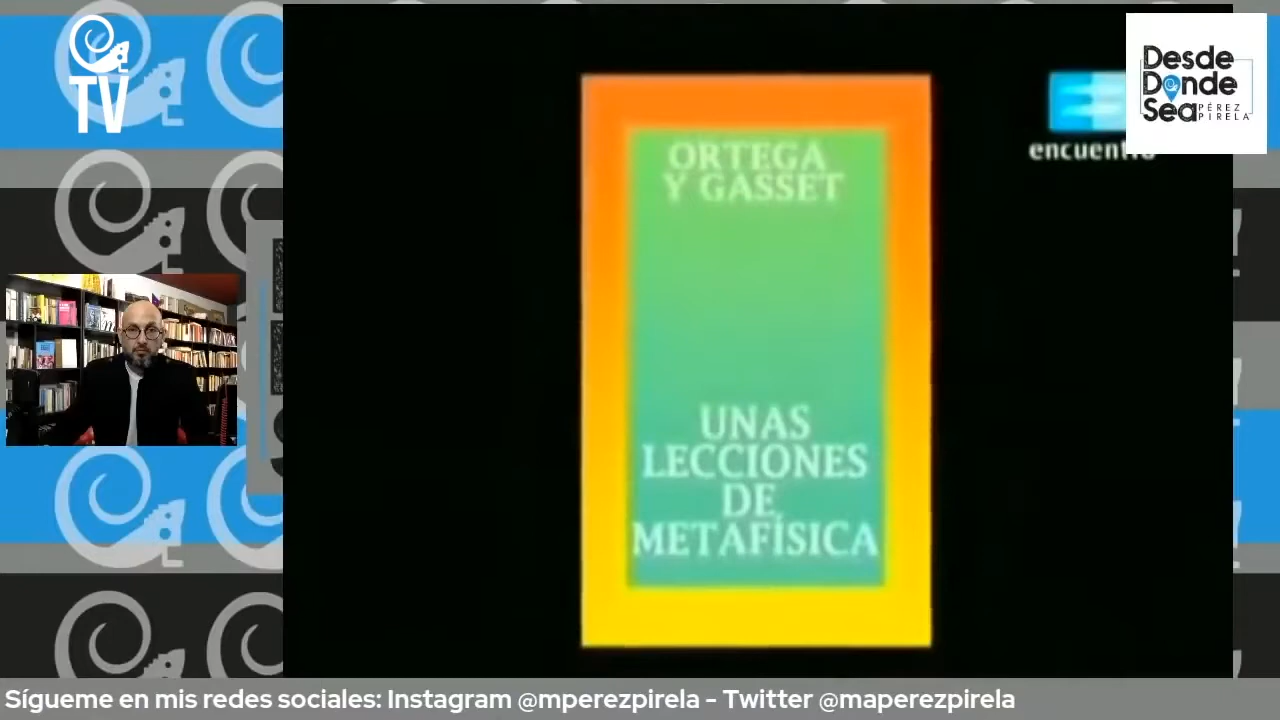 TV
Desde
Donde
Sea PÉREZ
PIRELA
encuentro
ORTEGA
Y GASSET
UNAS
LECCIONES
DE
METAFÍSICA
Sígueme en mis redes sociales: Instagram @mperezpirela - Twitter @maperezpirela